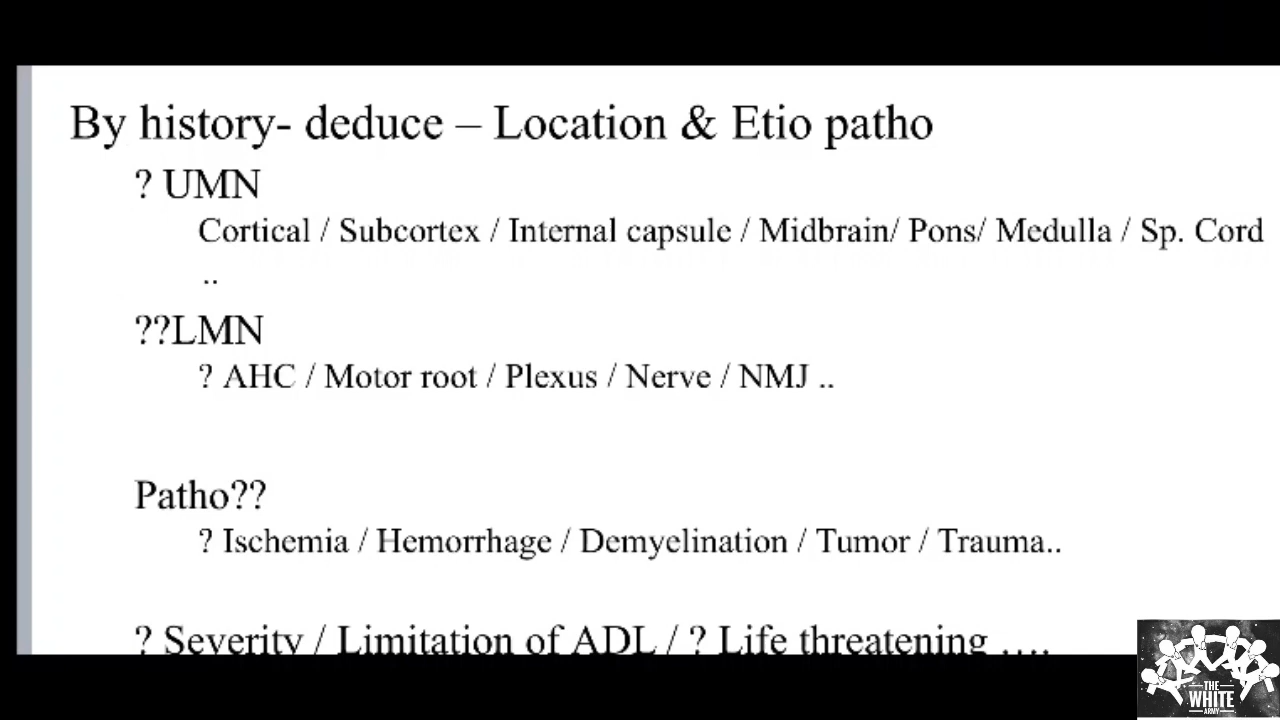 By history- deduce – Location & Etio patho
? UMN
Cortical / Subcortex / Internal capsule / Midbrain/ Pons/ Medulla / Sp. Cord
..
??LMN
? AHC / Motor root / Plexus / Nerve / NMJ ..
Patho??
? Ischemia / Hemorrhage / Demyelination / Tumor / Trauma..
? Severity / Limitation of ADL / ? Life threatening ....
THE
WHITE
ARMY